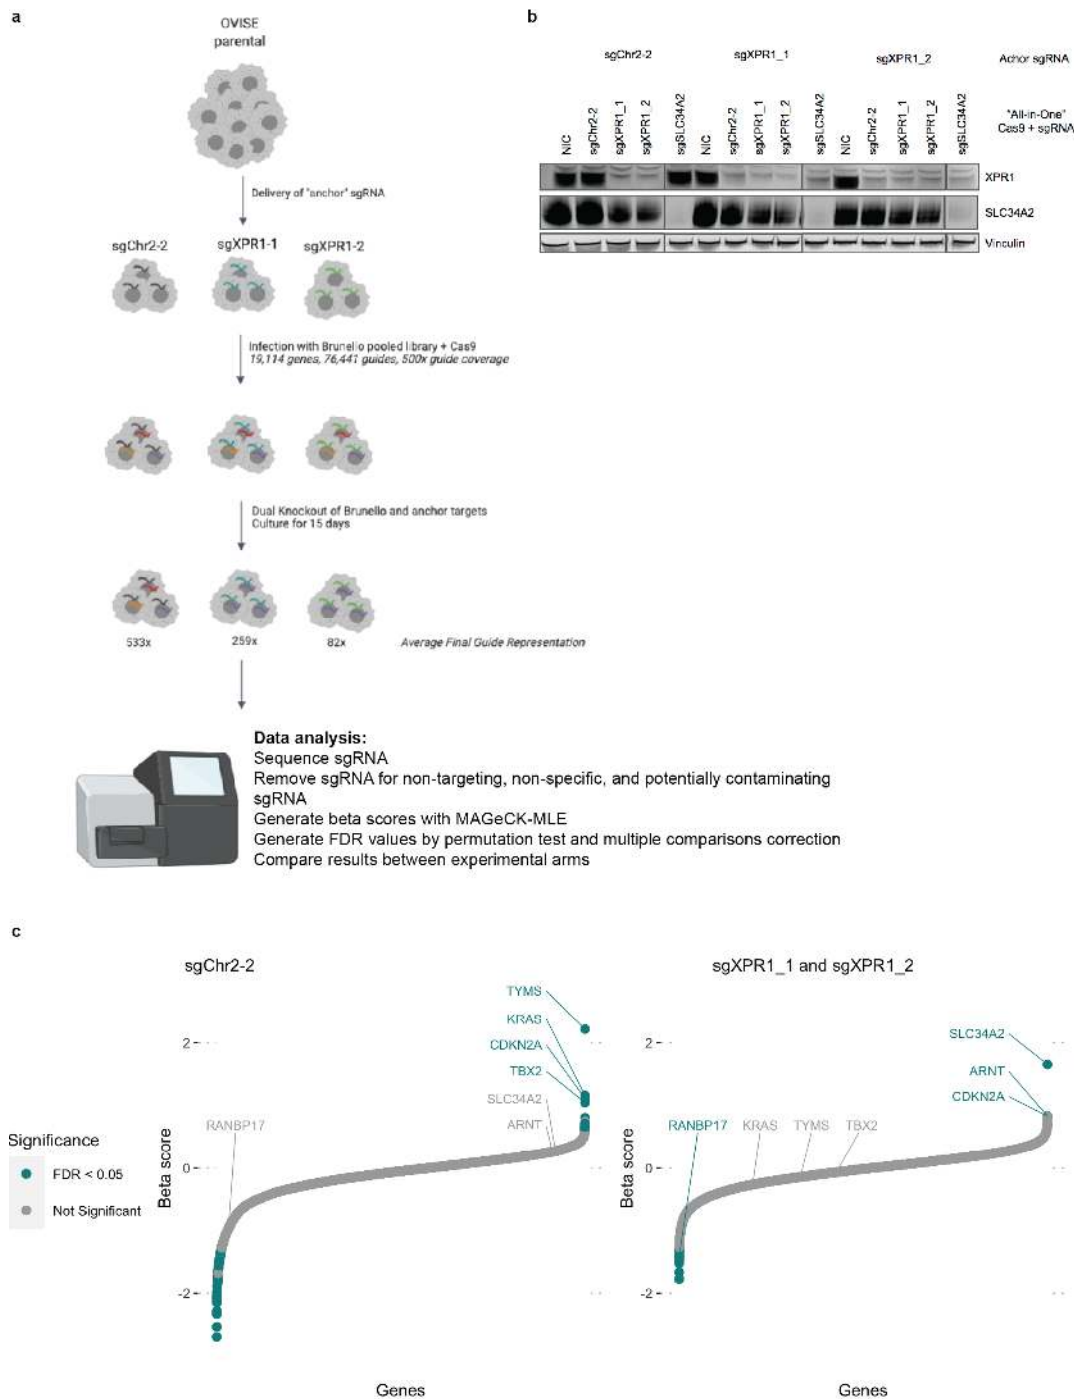 a
OVISE
parental
Delivery of "anchor" sgRNA
sgChr2-2
sgXPR1-1
sgXPR1-2
Infection with Brunello pooled library + Cas9
19,114 genes, 76,441 guides, 500x guide coverage
Dual Knockout of Brunello and anchor targets
Culture for 15 days
533x
259x
82x
Average Final Guide Representation
Data analysis:
Sequence sgRNA
Remove sgRNA for non-targeting, non-specific, and potentially contaminating
sgRNA
Generate beta scores with MAGeCK-MLE
Generate FDR values by permutation test and multiple comparisons correction
Compare results between experimental arms
b
sgChr2-2
sgXPR1_1
sgXPR1_2
Achor sgRNA
NIC
sgChr2-2
sgXPR1_1
sgXPR1_2
sgSLC34A2
NIC
sgChr2-2
sgXPR1_1
sgXPR1_2
sgSLC34A2
NIC
sgChr2-2
sgXPR1_1
sgXPR1_2
sgSLC34A2
"All-in-One"
Cas9 + sgRNA
XPR1
SLC34A2
Vinculin
c
Significance
FDR < 0.05
Not Significant
sgChr2-2
Beta score
2
0
-2
TYMS
KRAS
CDKN2A
TBX2
SLC34A2
ARNT
RANBP17
Genes
sgXPR1_1 and sgXPR1_2
Beta score
2
0
-2
SLC34A2
ARNT
CDKN2A
RANBP17
KRAS
TYMS
TBX2
Genes